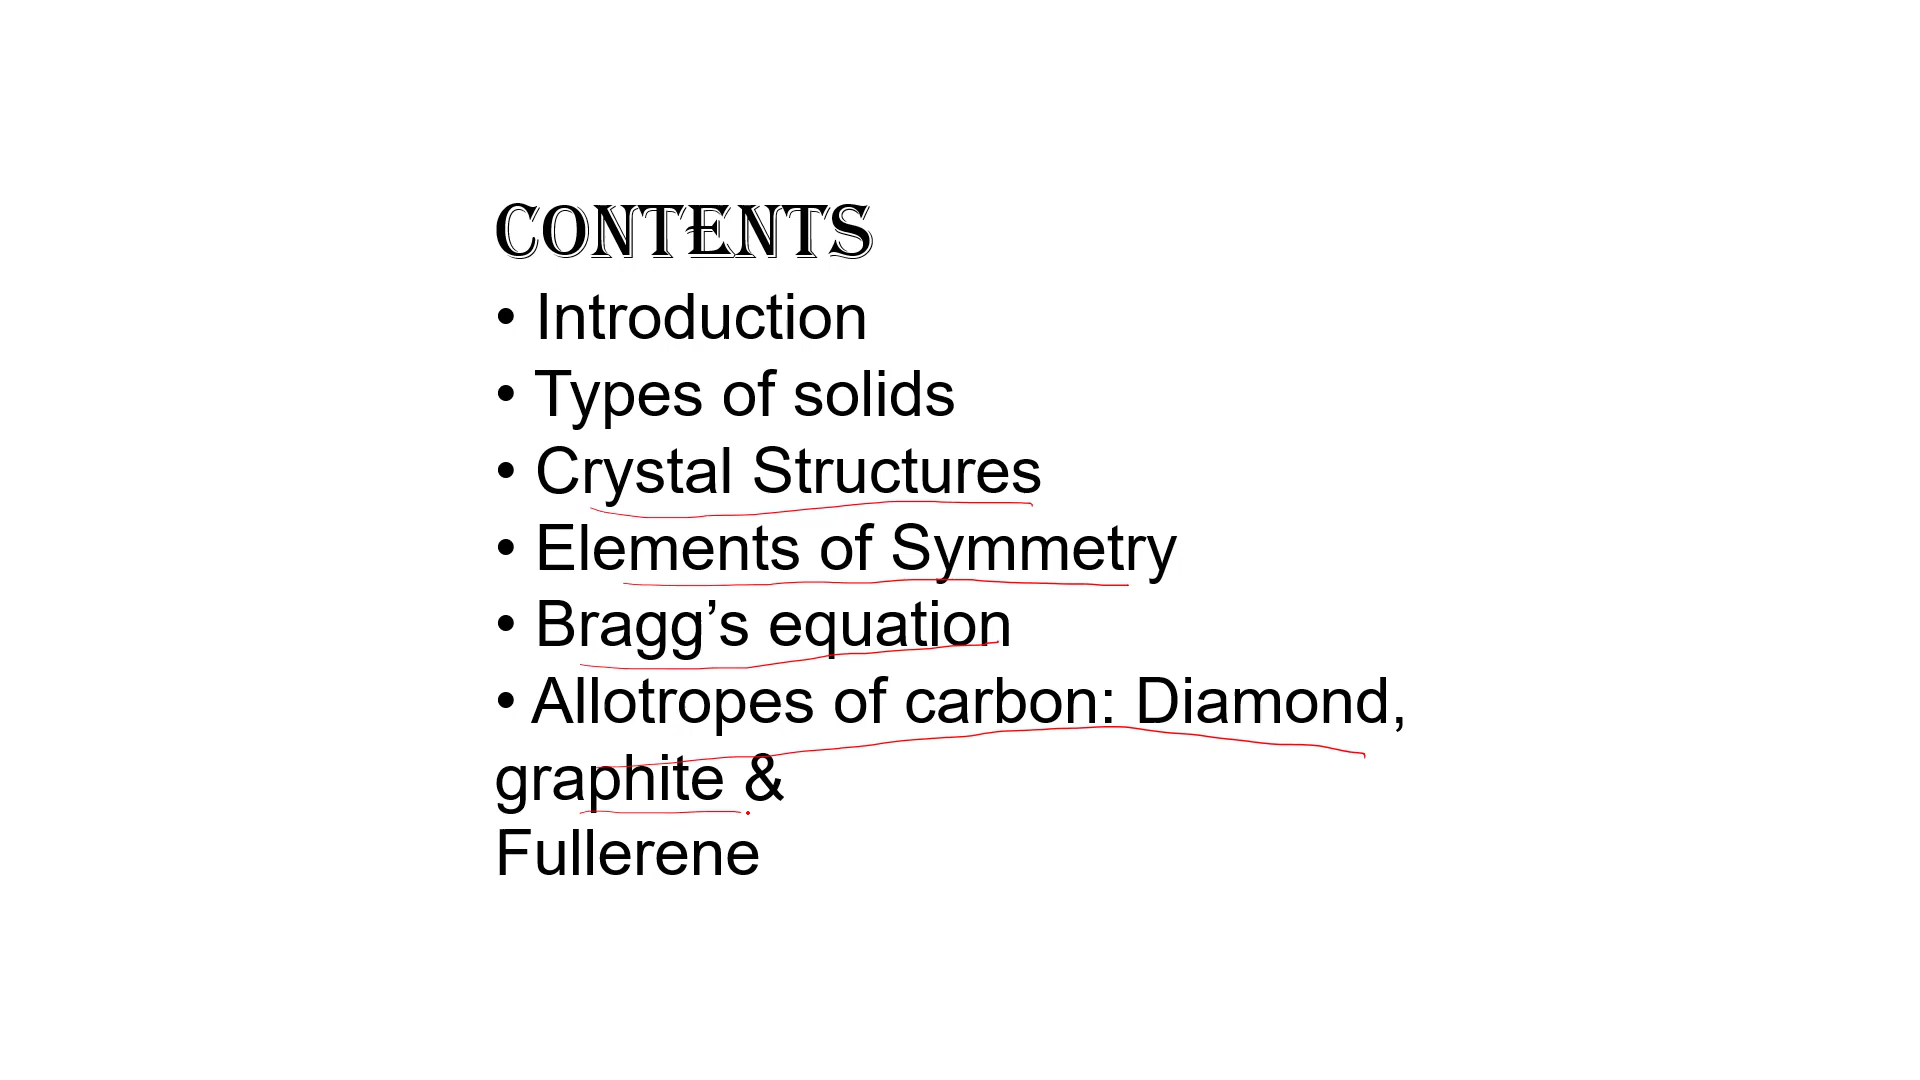 CONTENTS
• Introduction
• Types of solids
• Crystal Structures
• Elements of Symmetry
• Bragg’s equation
• Allotropes of carbon: Diamond,
graphite &
Fullerene